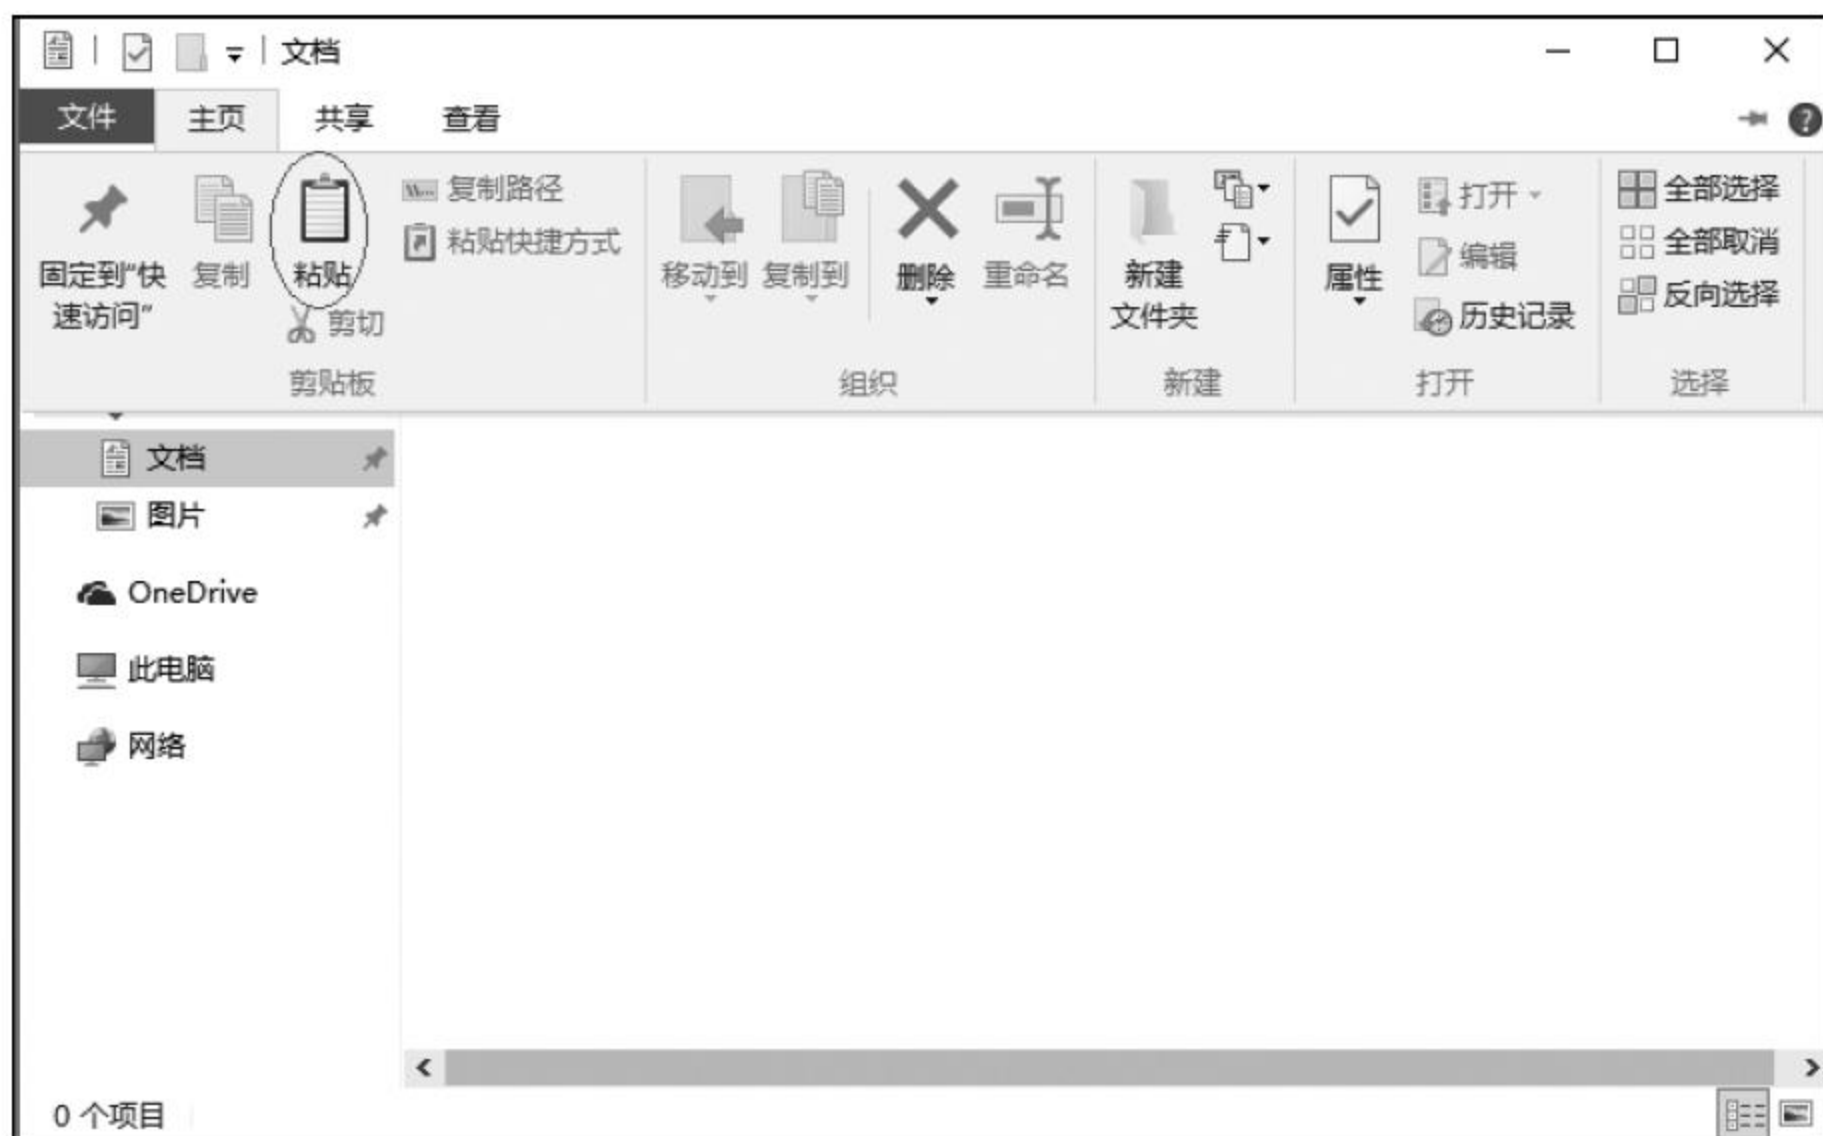 文档
文件 主页 共享 查看
固定到“快
速访问”
复制
粘贴
剪切
复制路径
粘贴快捷方式
剪贴板
移动到
复制到
删除
重命名
组织
新建
文件夹
新建
属性
打开
编辑
历史记录
打开
全部选择
全部取消
反向选择
选择
文档
图片
OneDrive
此电脑
网络
0 个项目